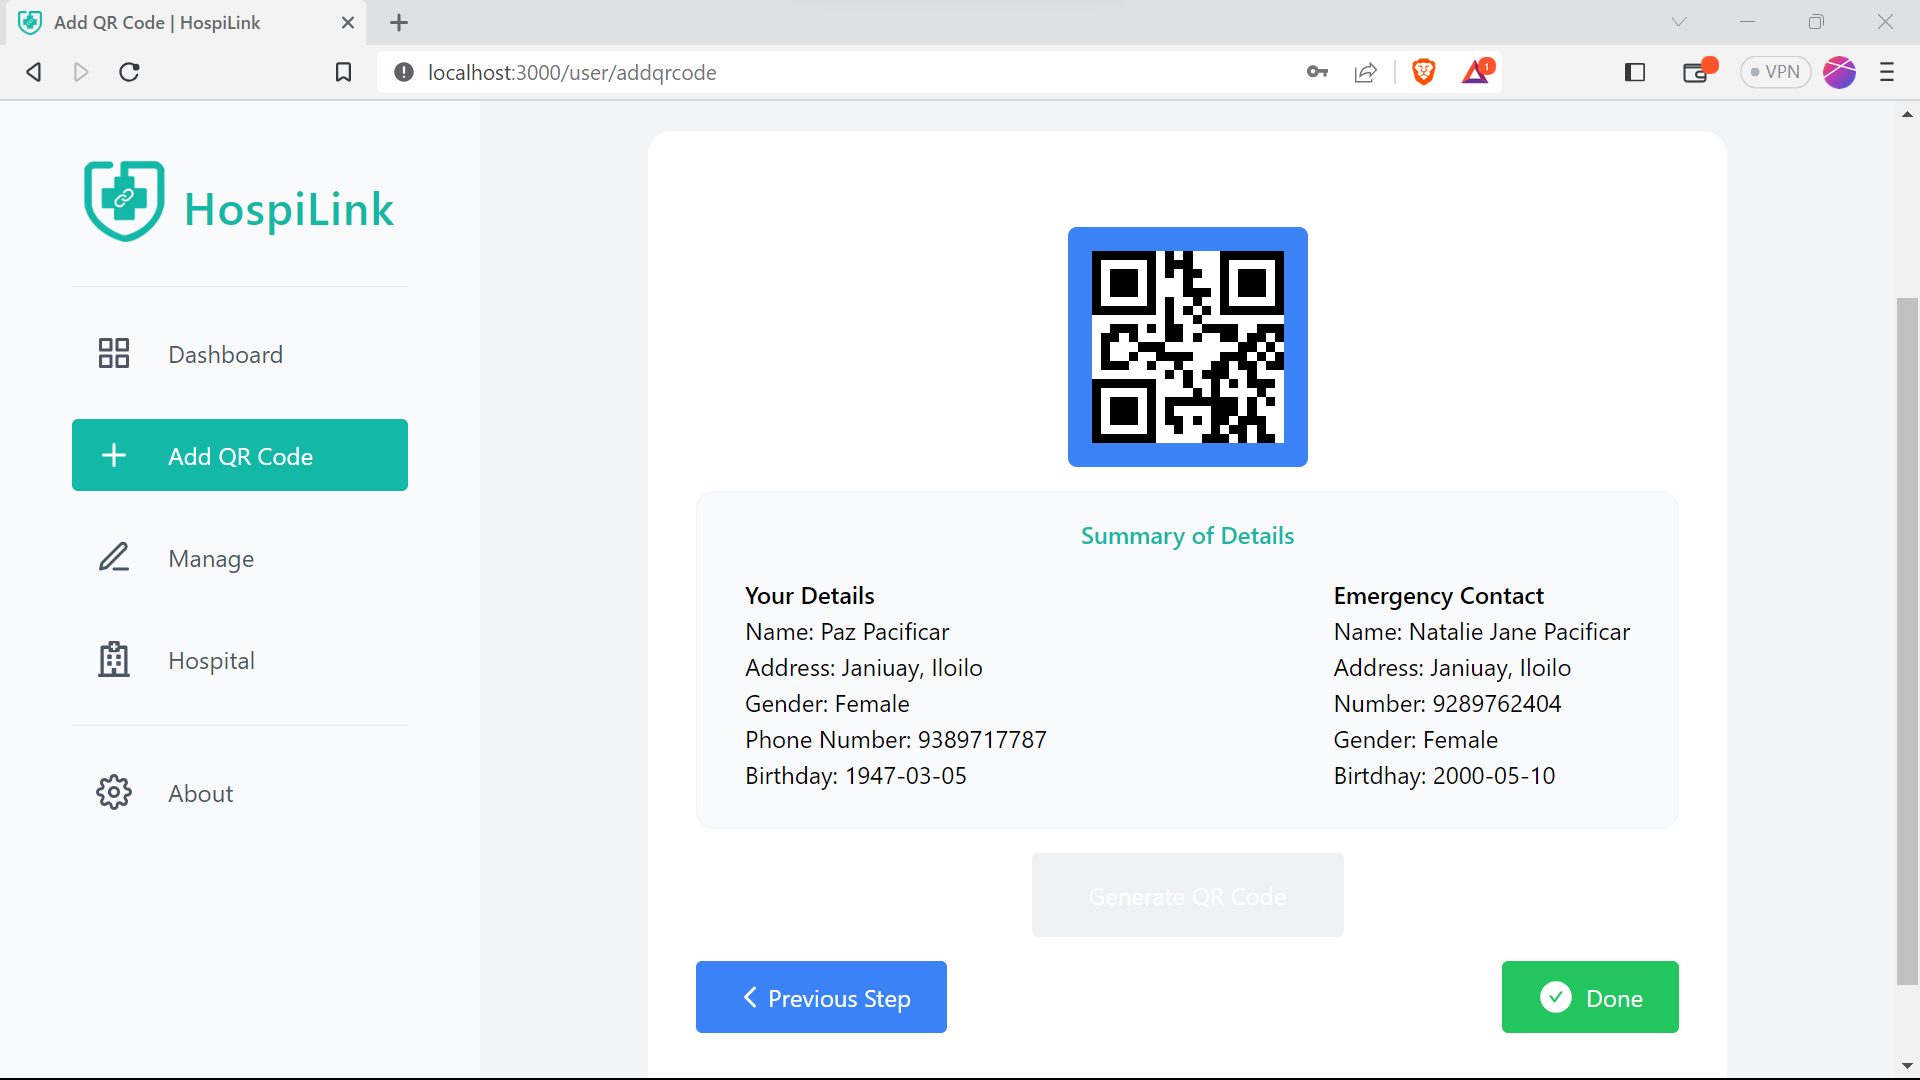 Add QR Code | HospiLink
localhost:3000/user/addqrcode
1
VPN
HospiLink
Dashboard
Add QR Code
Manage
Hospital
About
Summary of Details
Your Details
Name: Paz Pacificar
Address: Janiuay, Iloilo
Gender: Female
Phone Number: 9389717787
Birthday: 1947-03-05
Emergency Contact
Name: Natalie Jane Pacificar
Address: Janiuay, Iloilo
Number: 9289762404
Gender: Female
Birtdhay: 2000-05-10
Generate QR Code
Previous Step
Done